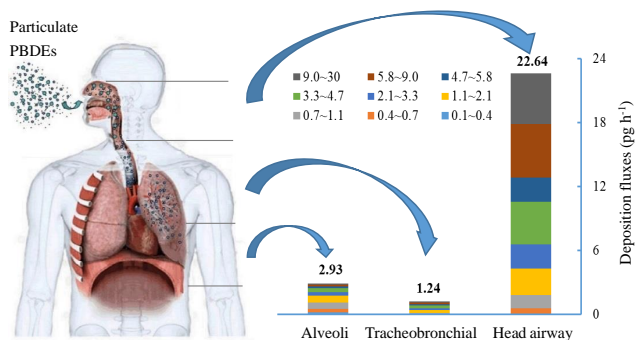 Particulate
PBDEs
22.64
24
9.0~30 5.8~9.0 4.7~5.8
3.3~4.7 2.1~3.3 1.1~2.1
0.7~1.1 0.4~0.7 0.1~0.4
18
12
6
0
Deposition fluxes (pg h⁻¹)
2.93
1.24
Alveoli Tracheobronchial Head airway